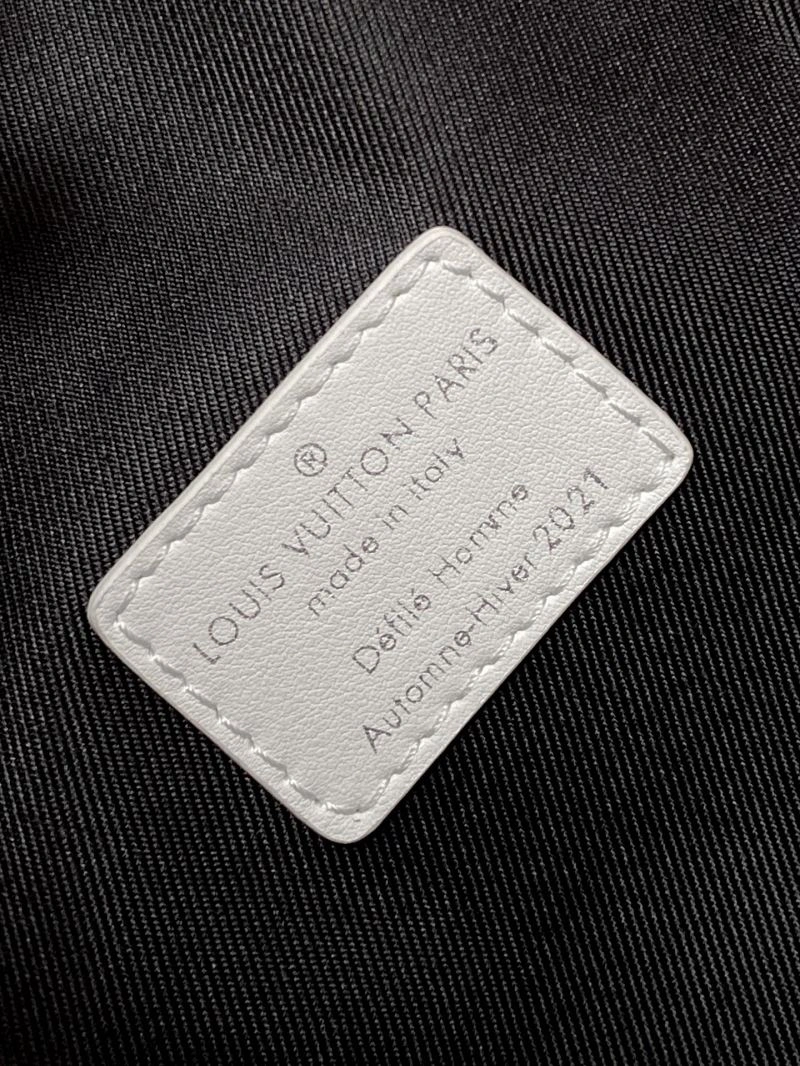 ®
LOUIS VUITTON PARIS
made in italy
Défilé Homme
Automne-Hiver 2021